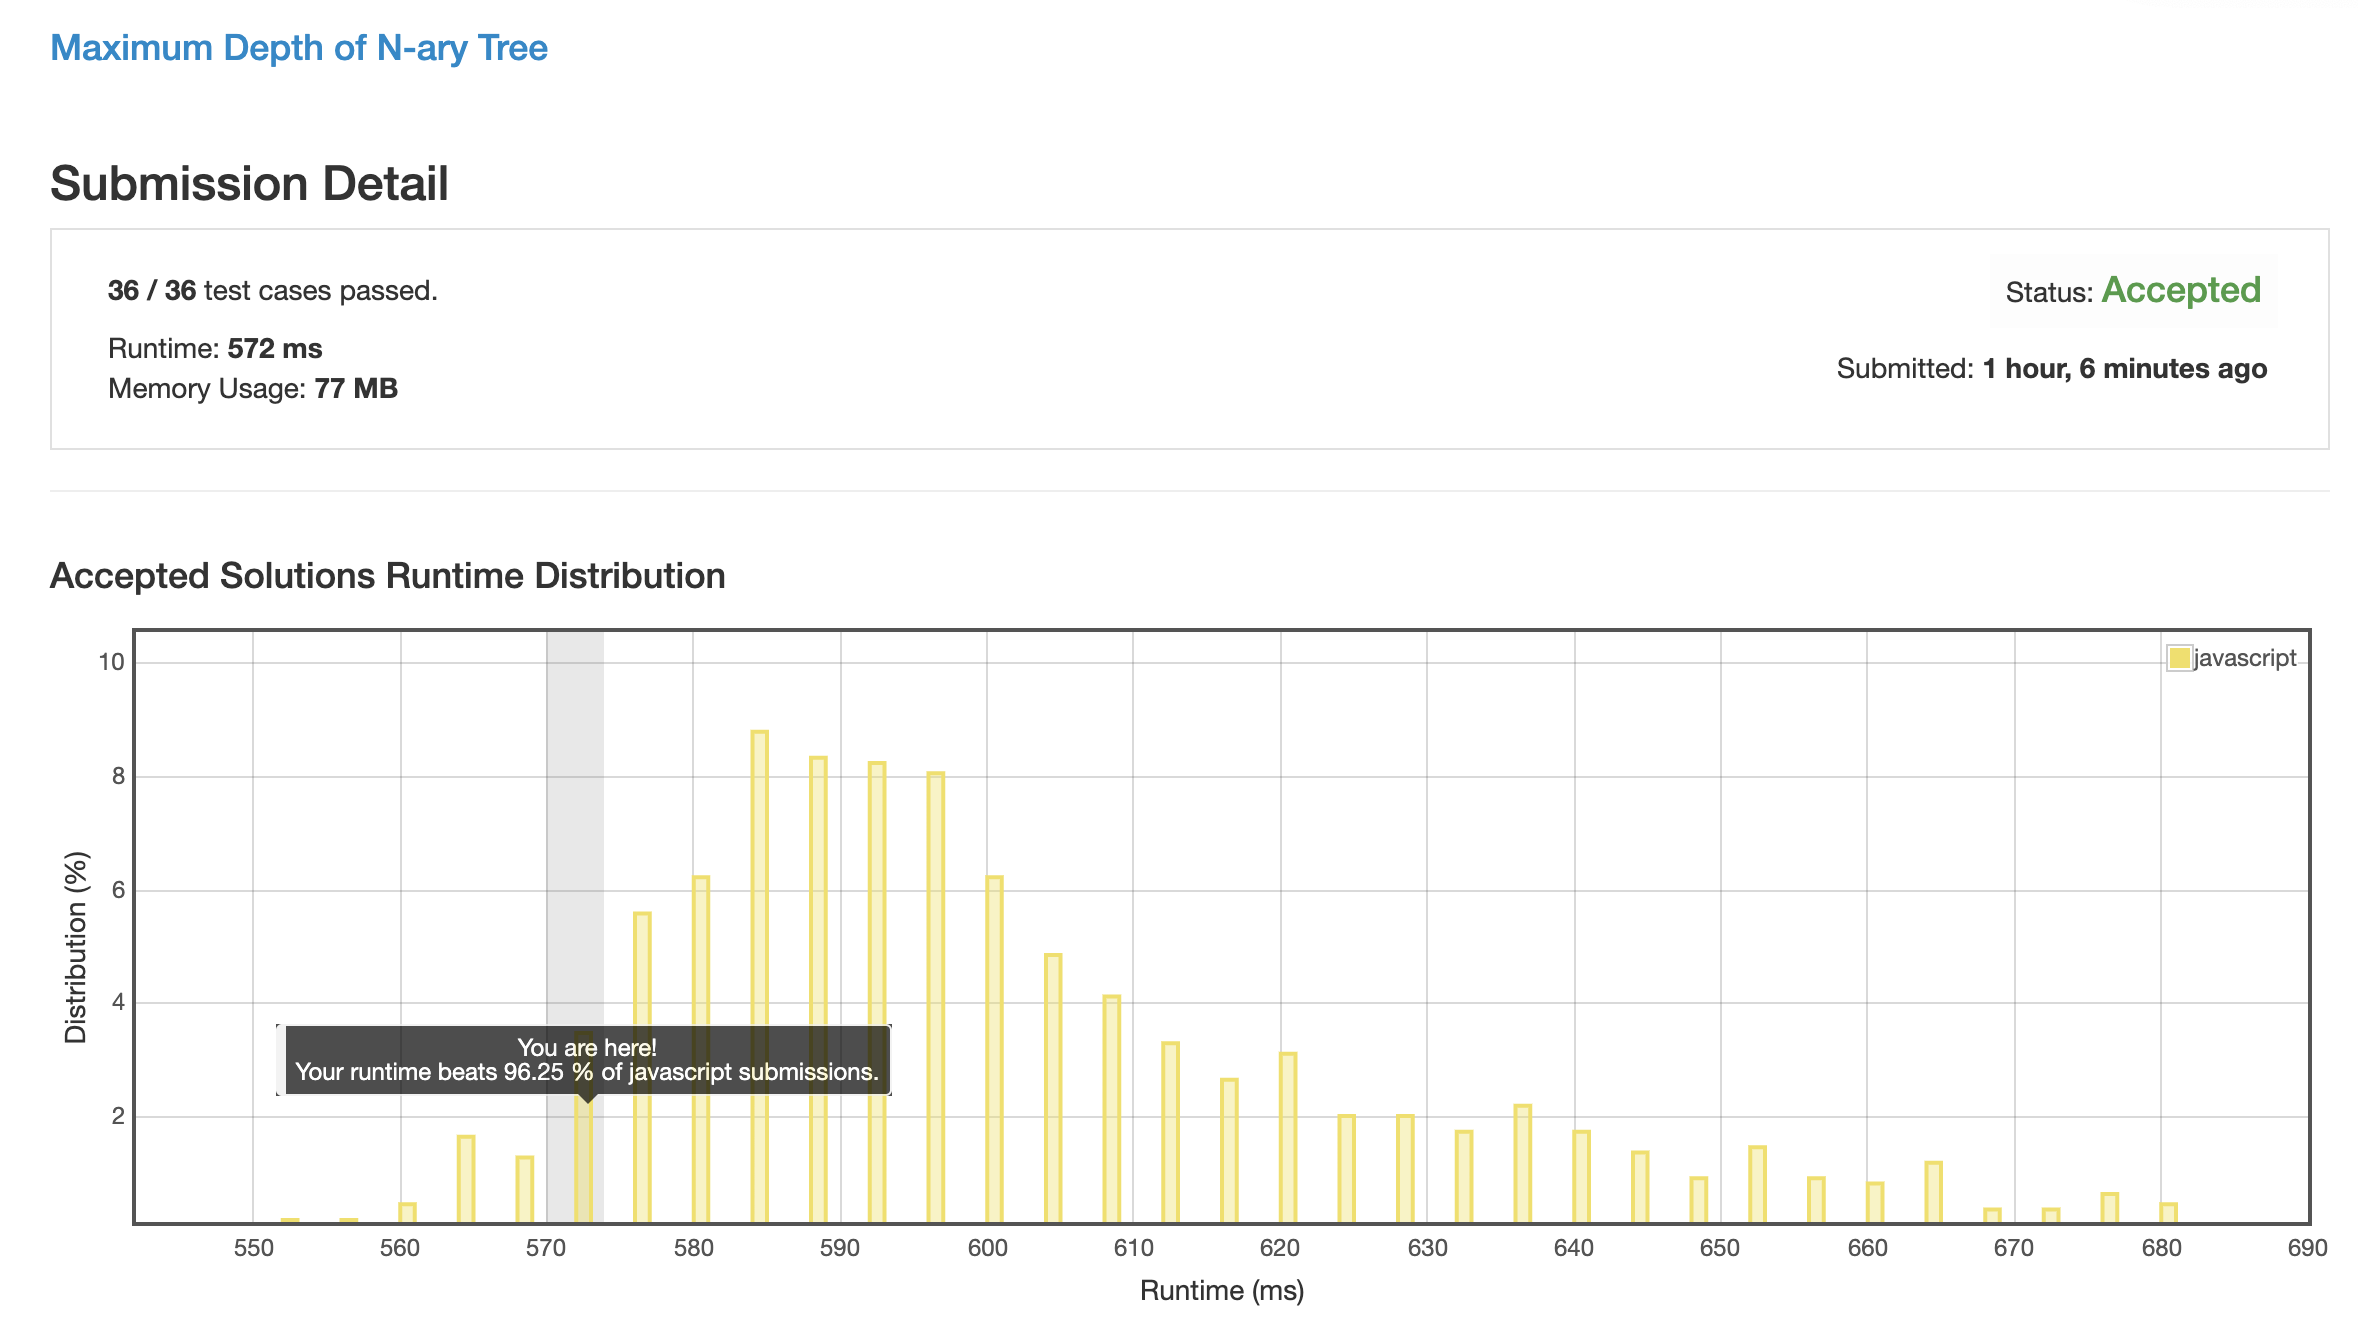 Maximum Depth of N-ary Tree
Submission Detail
36 / 36 test cases passed.
Status: Accepted
Runtime: 572 ms
Submitted: 1 hour, 6 minutes ago
Memory Usage: 77 MB
Accepted Solutions Runtime Distribution
javascript
10
8
6
4
2
Distribution (%)
You are here!
Your runtime beats 96.25 % of javascript submissions.
550 560 570 580 590 600 610 620 630 640 650 660 670 680 690
Runtime (ms)